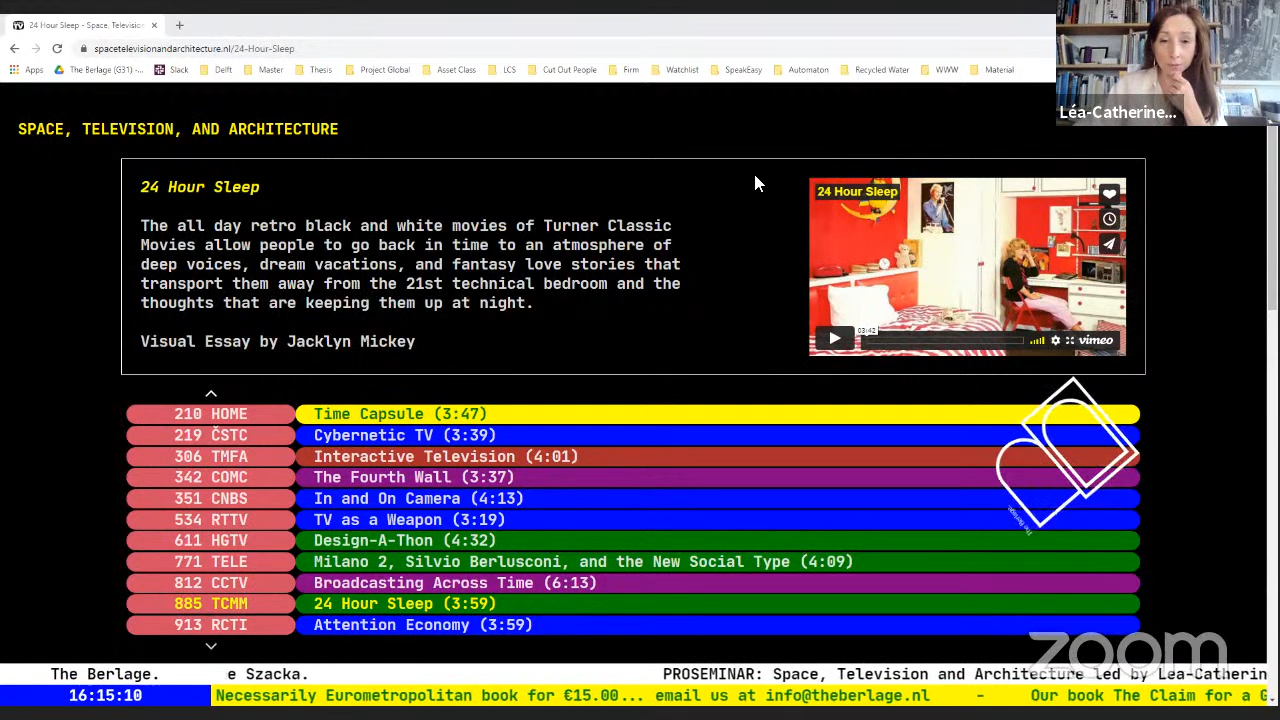 24 Hour Sleep - Space, Televisio
spacetelevisionandarchitecture.nl/24-Hour-Sleep
Apps The Berlage (G31) -... Slack Delft Master Thesis Project Global Asset Class LCS Cut Out People Firm Watchlist SpeakEasy Automaton Recycled Water WWW Material
Léa-Catherine...
SPACE, TELEVISION, AND ARCHITECTURE
24 Hour Sleep
The all day retro black and white movies of Turner Classic
Movies allow people to go back in time to an atmosphere of
deep voices, dream vacations, and fantasy love stories that
transport them away from the 21st technical bedroom and the
thoughts that are keeping them up at night.
Visual Essay by Jacklyn Mickey
24 Hour Sleep
03:42
vimeo
210 HOME Time Capsule (3:47)
219 ČSTC Cybernetic TV (3:39)
306 TMFA Interactive Television (4:01)
342 COMC The Fourth Wall (3:37)
351 CNBS In and On Camera (4:13)
534 RTTV TV as a Weapon (3:19)
611 HGTV Design-A-Thon (4:32)
771 TELE Milano 2, Silvio Berlusconi, and the New Social Type (4:09)
812 CCTV Broadcasting Across Time (6:13)
885 TCMM 24 Hour Sleep (3:59)
913 RCTI Attention Economy (3:59)
The Berlage
zoom
The Berlage. e Szacka. PROSEMINAR: Space, Television and Architecture led by Léa-Catherin
16:15:10 Necessarily Eurometropolitan book for €15.00... email us at info@theberlage.nl - Our book The Claim for a G